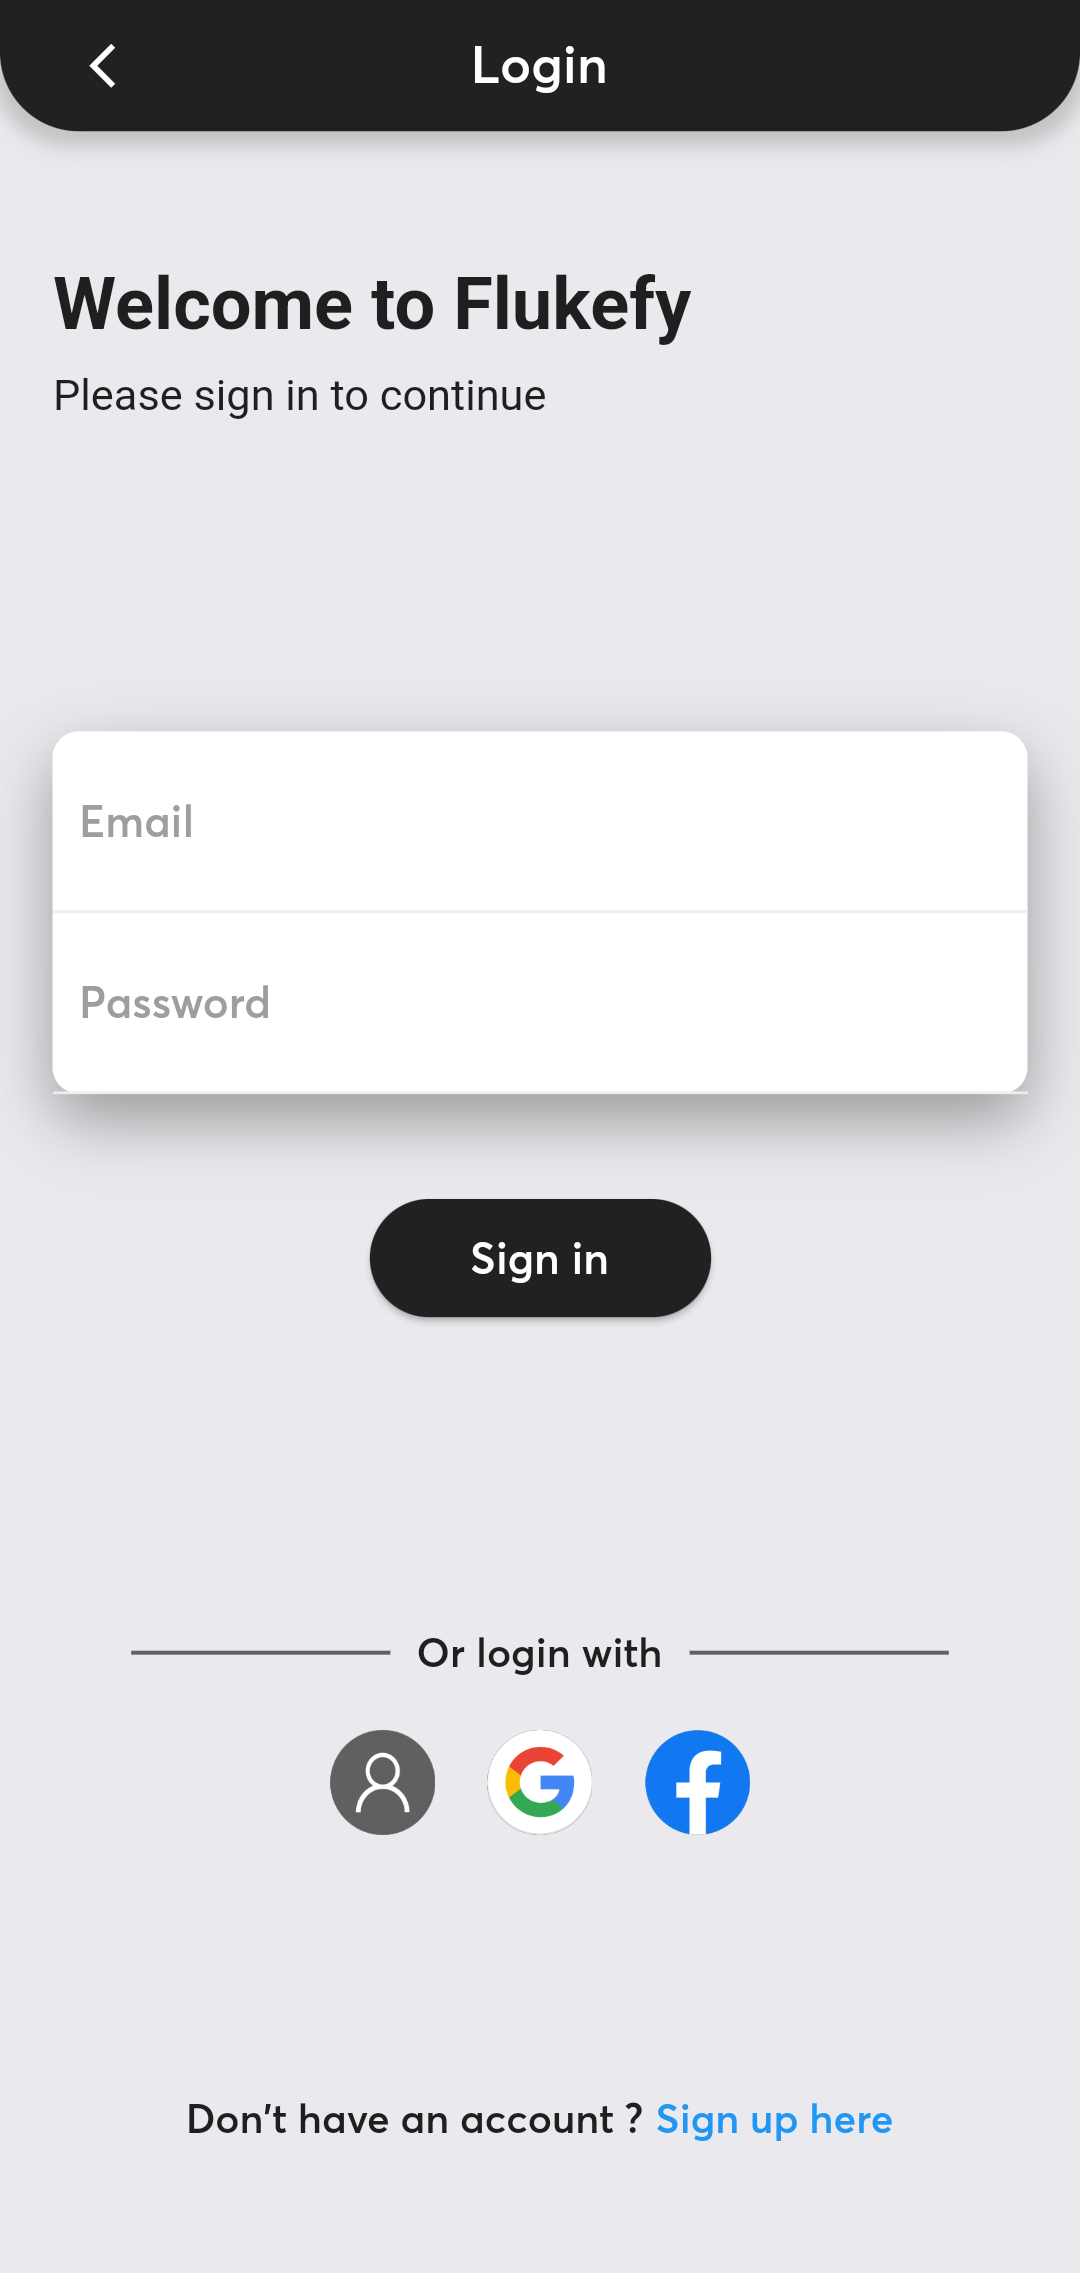 Login
Welcome to Flukefy
Please sign in to continue
Email
Password
Sign in
Or login with
Don't have an account ? Sign up here